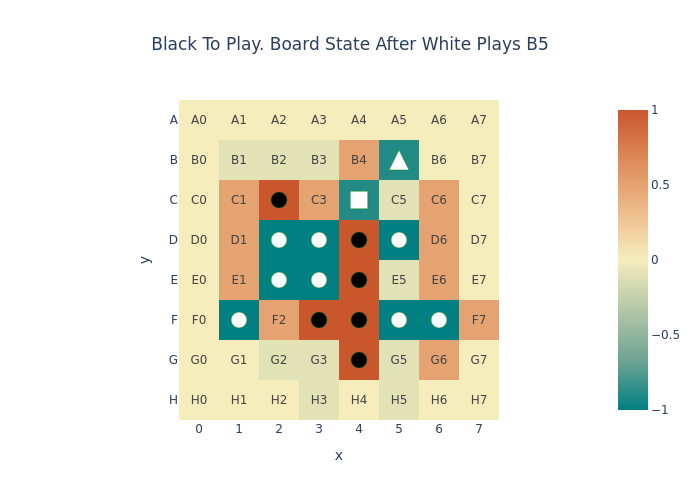 Black To Play. Board State After White Plays B5
A A0 A1 A2 A3 A4 A5 A6 A7
B B0 B1 B2 B3 B4 B6 B7
C C0 C1 C3 C5 C6 C7
D D0 D1 D6 D7
E E0 E1 E5 E6 E7
F F0 F2 F7
G G0 G1 G2 G3 G5 G6 G7
H H0 H1 H2 H3 H4 H5 H6 H7
0 1 2 3 4 5 6 7
x
y
1
0.5
0
−0.5
−1